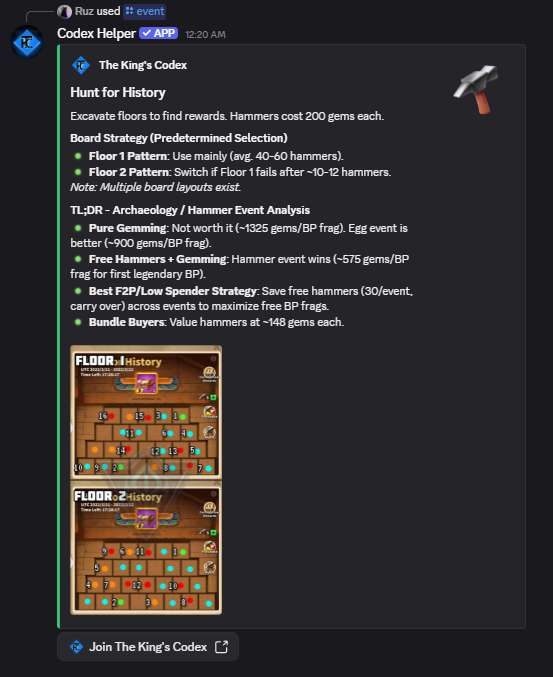 Ruz used event
Codex Helper ✓ APP 12:20 AM
The King's Codex
Hunt for History
Excavate floors to find rewards. Hammers cost 200 gems each.
Board Strategy (Predetermined Selection)
Floor 1 Pattern: Use mainly (avg. 40-60 hammers).
Floor 2 Pattern: Switch if Floor 1 fails after ~10-12 hammers.
Note: Multiple board layouts exist.
TL;DR - Archaeology / Hammer Event Analysis
Pure Gemming: Not worth it (~1325 gems/BP frag). Egg event is
better (~900 gems/BP frag).
Free Hammers + Gemming: Hammer event wins (~575 gems/BP
frag for first legendary BP).
Best F2P/Low Spender Strategy: Save free hammers (30/event,
carry over) across events to maximize free BP frags.
Bundle Buyers: Value hammers at ~148 gems each.
FLOOR 1 History
16 15 3 1
11 6 4
14 12 13 5
10 9 2 8 7
FLOOR 2 History
9 6 11 1
5
4 7 12 10
2 3 8
Join The King's Codex